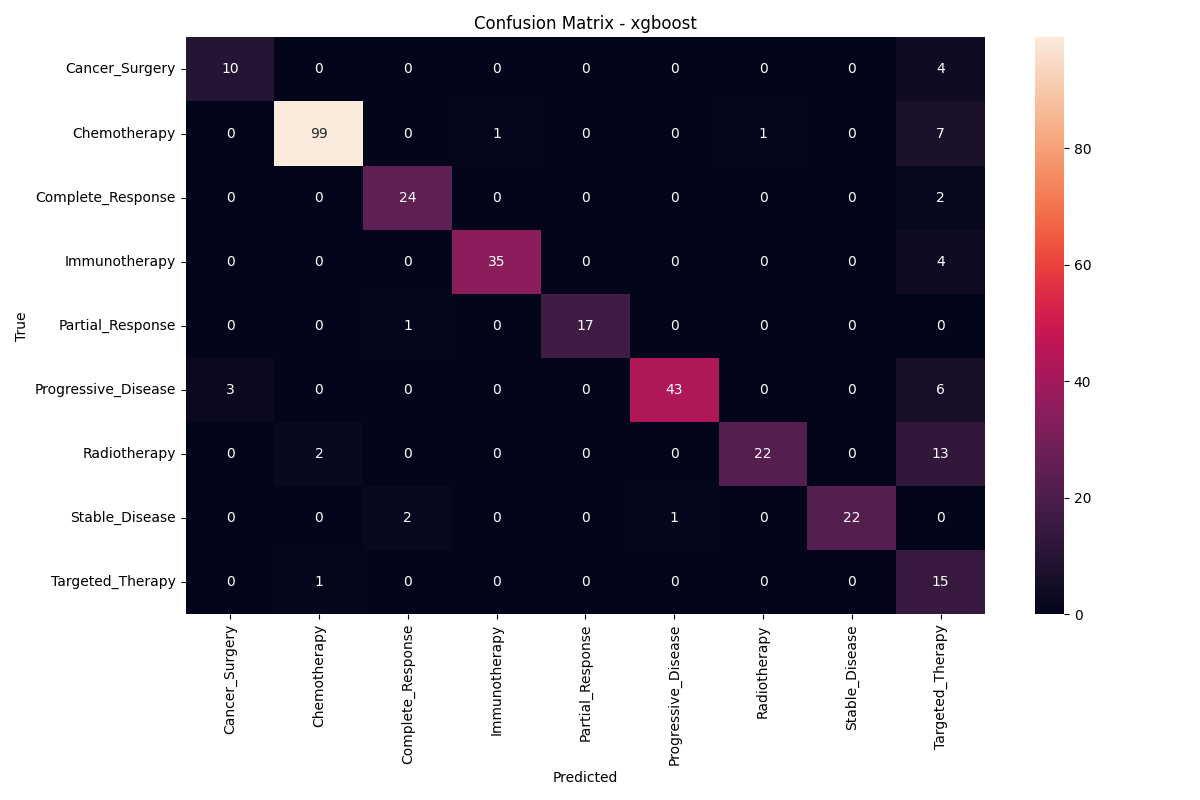 Confusion Matrix - xgboost
True
Cancer_Surgery 10 0 0 0 0 0 0 0 4
Chemotherapy 0 99 0 1 0 0 1 0 7
Complete_Response 0 0 24 0 0 0 0 0 2
Immunotherapy 0 0 0 35 0 0 0 0 4
Partial_Response 0 0 1 0 17 0 0 0 0
Progressive_Disease 3 0 0 0 0 43 0 0 6
Radiotherapy 0 2 0 0 0 0 22 0 13
Stable_Disease 0 0 2 0 0 1 0 22 0
Targeted_Therapy 0 1 0 0 0 0 0 0 15
Cancer_Surgery
Chemotherapy
Complete_Response
Immunotherapy
Partial_Response
Progressive_Disease
Radiotherapy
Stable_Disease
Targeted_Therapy
Predicted
80
60
40
20
0